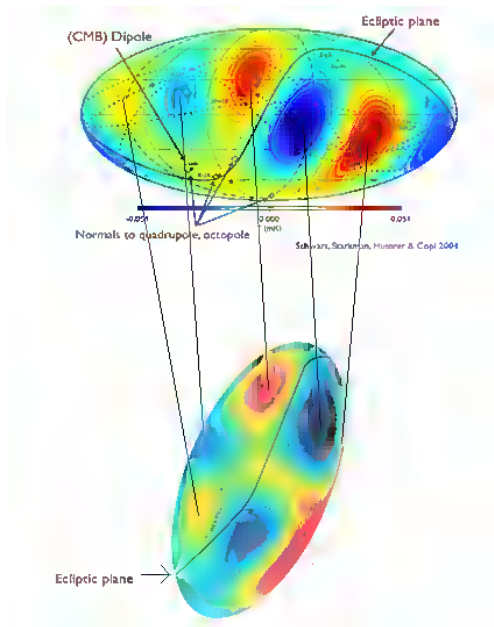 Ecliptic plane
(CMB) Dipole
-0.051 0.000 0.051
(mK)
Normals to quadrupole, octopole
Schwarz, Starkman, Huterer & Copi 2004
Ecliptic plane